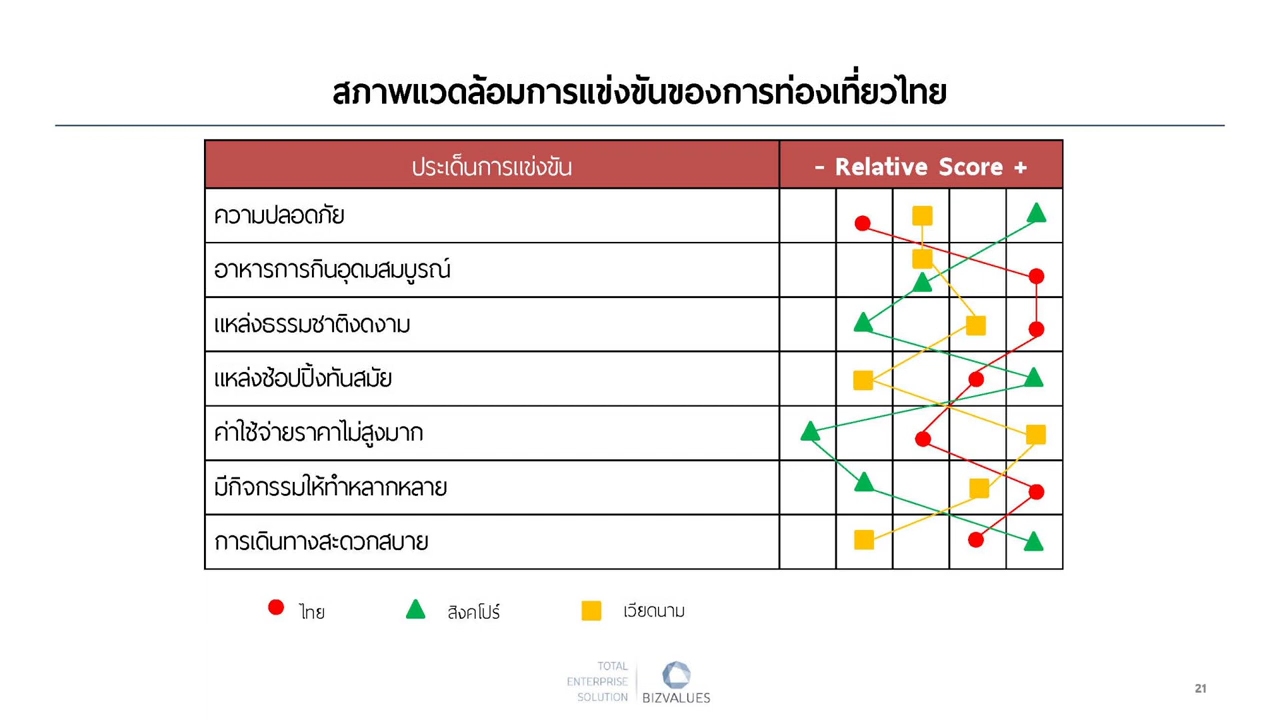 สภาพแวดล้อมการแข่งขันของการท่องเที่ยวไทย
ประเด็นการแข่งขัน
- Relative Score +
ความปลอดภัย
อาหารการกินอุดมสมบูรณ์
แหล่งธรรมชาติงดงาม
แหล่งช้อปปิ้งทันสมัย
ค่าใช้จ่ายราคาไม่สูงมาก
มีกิจกรรมให้ทำหลากหลาย
การเดินทางสะดวกสบาย
ไทย
สิงคโปร์
เวียดนาม
TOTAL
ENTERPRISE
SOLUTION
BIZVALUES
21